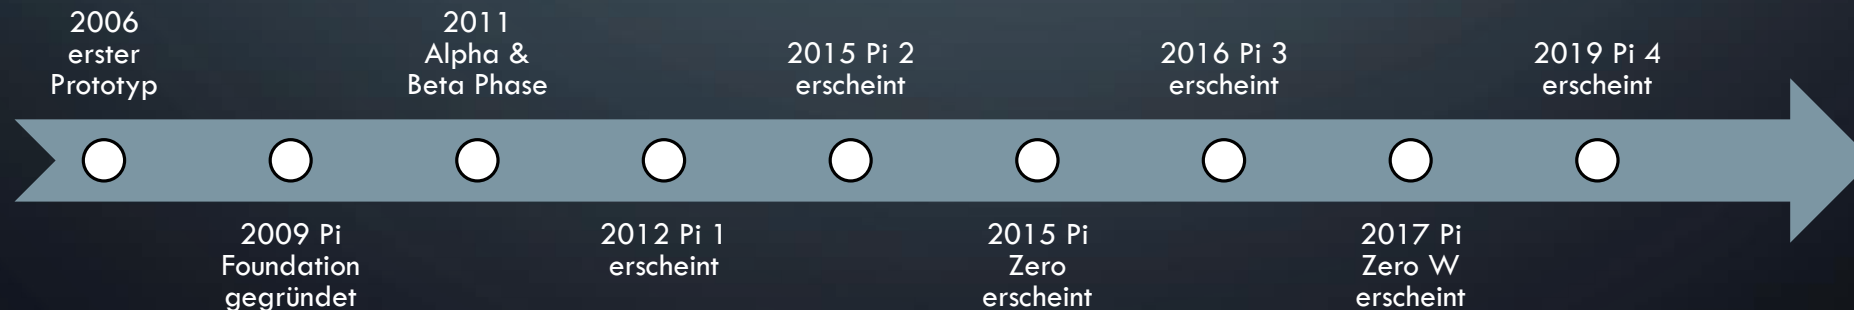 2006
erster
Prototyp
2009 Pi
Foundation
gegründet
2011
Alpha &
Beta Phase
2012 Pi 1
erscheint
2015 Pi 2
erscheint
2015 Pi
Zero
erscheint
2016 Pi 3
erscheint
2017 Pi
Zero W
erscheint
2019 Pi 4
erscheint